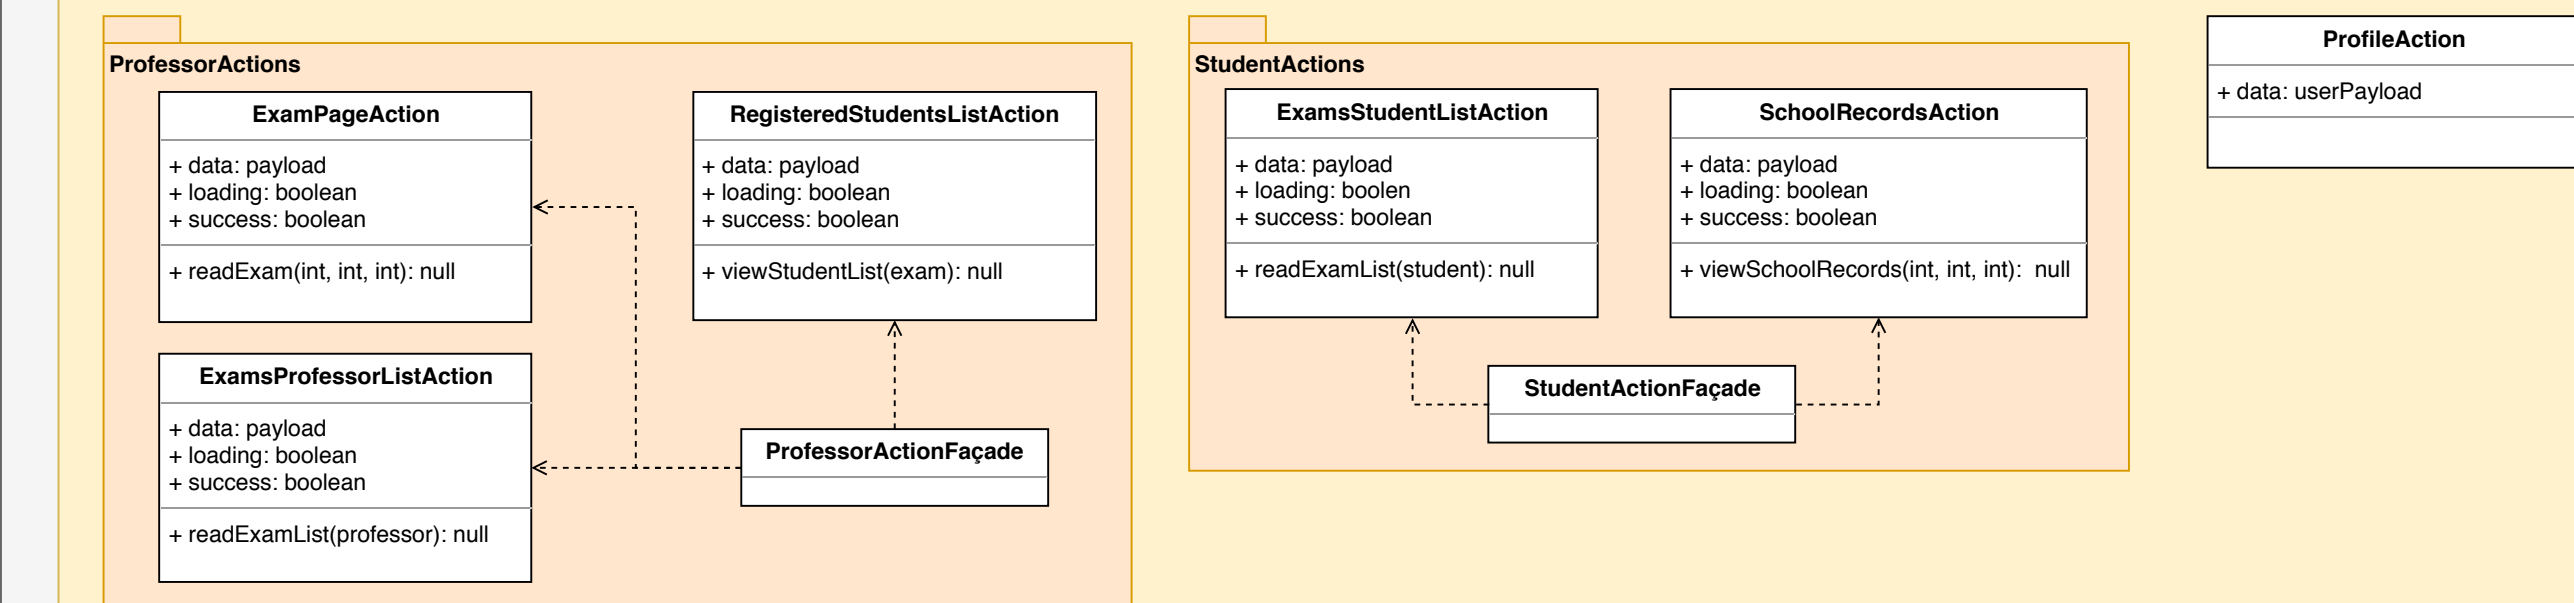 ProfessorActions
ExamPageAction
+ data: payload
+ loading: boolean
+ success: boolean
+ readExam(int, int, int): null
RegisteredStudentsListAction
+ data: payload
+ loading: boolean
+ success: boolean
+ viewStudentList(exam): null
ExamsProfessorListAction
+ data: payload
+ loading: boolean
+ success: boolean
+ readExamList(professor): null
ProfessorActionFaçade
StudentActions
ExamsStudentListAction
+ data: payload
+ loading: boolen
+ success: boolean
+ readExamList(student): null
SchoolRecordsAction
+ data: payload
+ loading: boolean
+ success: boolean
+ viewSchoolRecords(int, int, int):  null
StudentActionFaçade
ProfileAction
+ data: userPayload